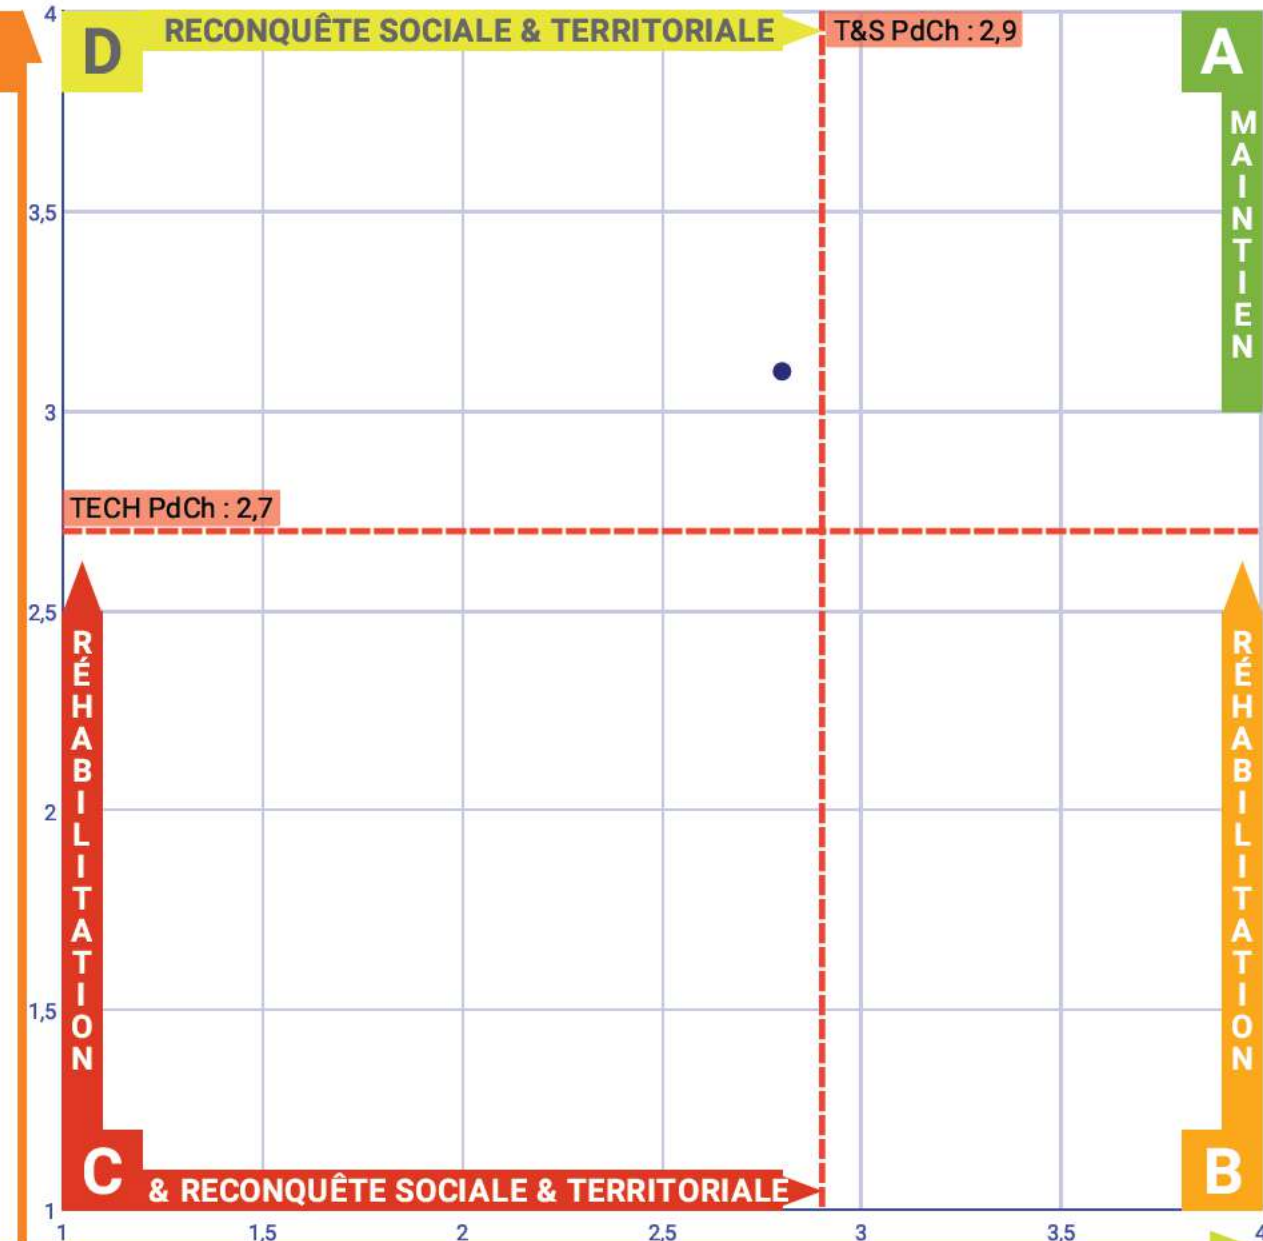 4
D
RECONQUÊTE SOCIALE & TERRITORIALE
T&S PdCh : 2,9
A
MAINTIEN
3,5
3
TECH PdCh : 2,7
2,5
RÉHABILITATION
RÉHABILITATION
2
1,5
C
& RECONQUÊTE SOCIALE & TERRITORIALE
B
1
1
1,5
2
2,5
3
3,5
4